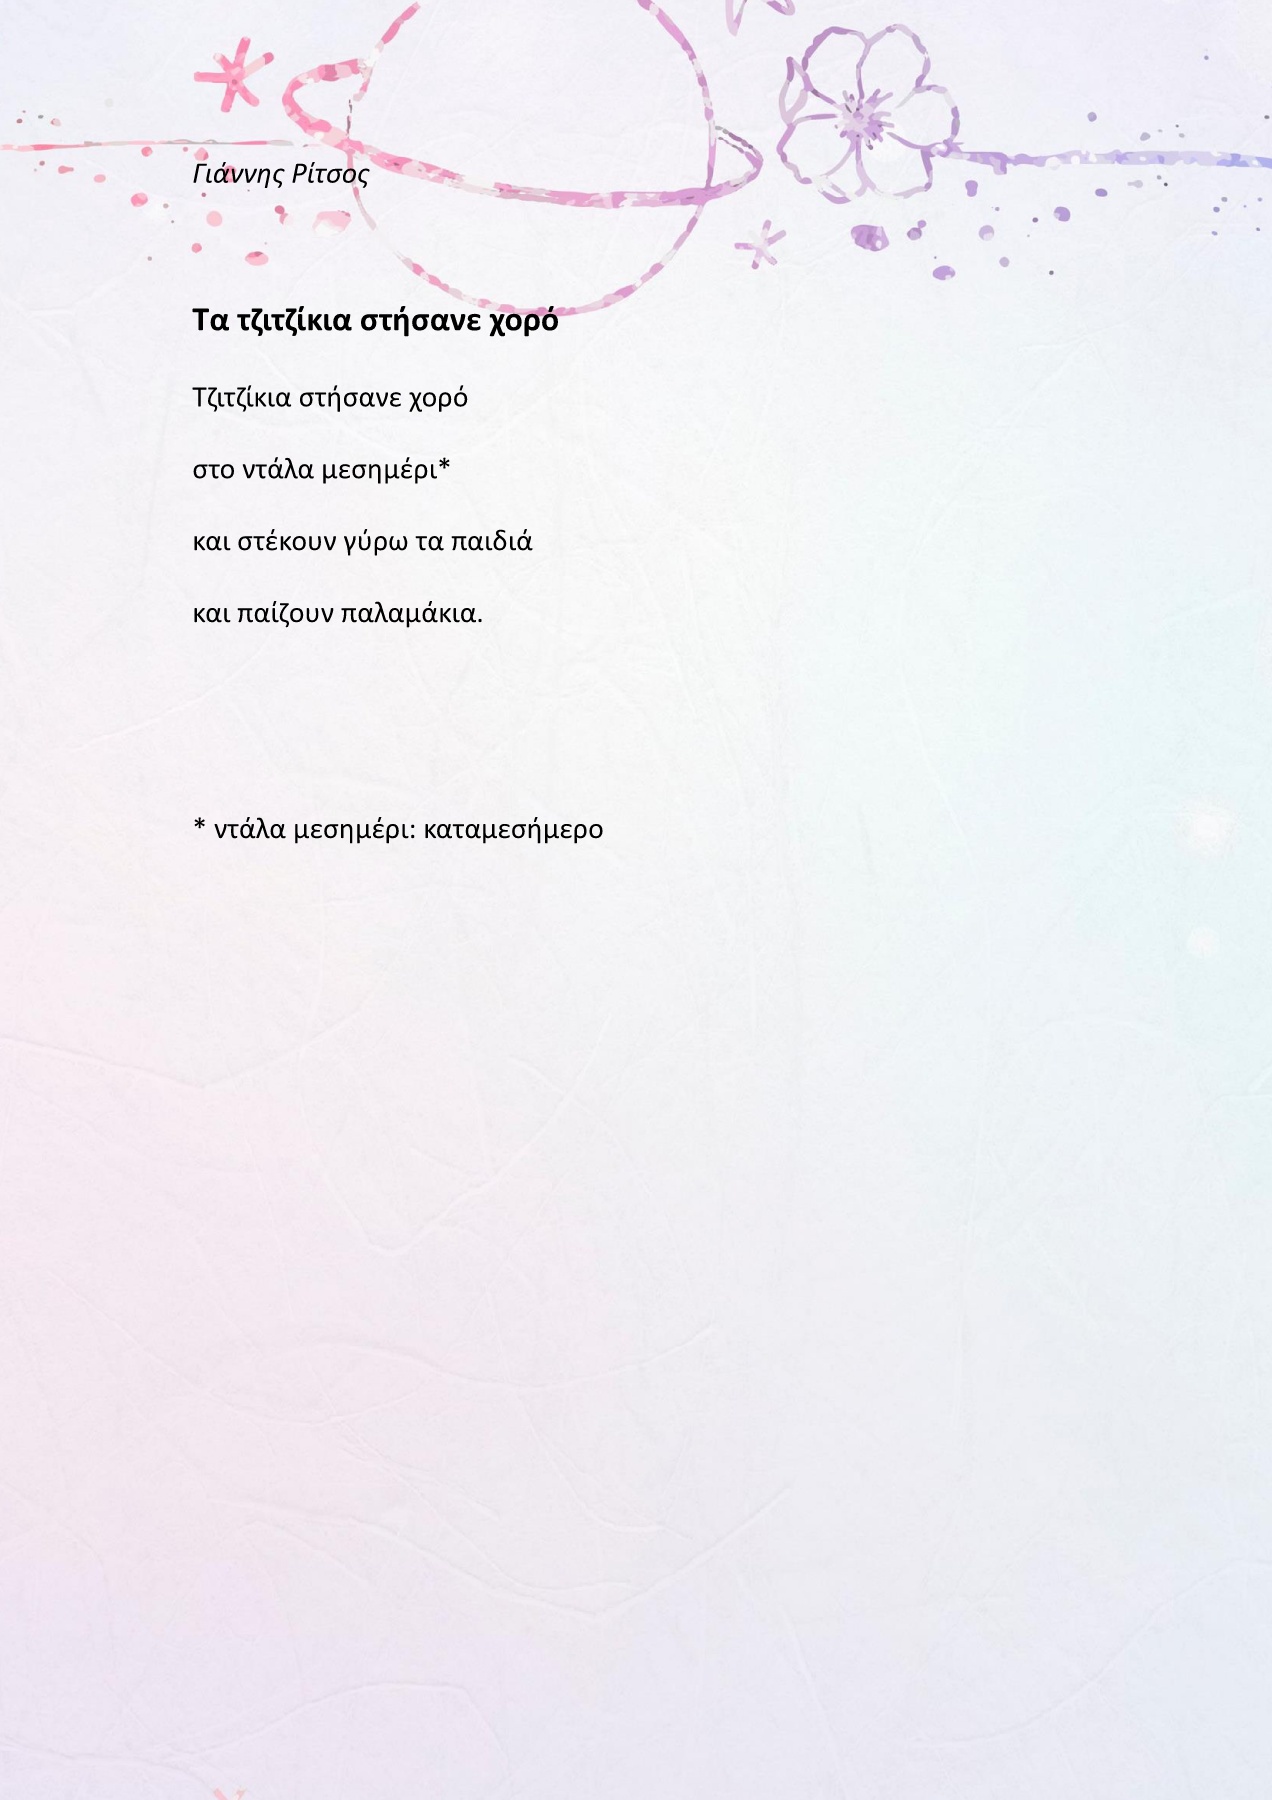 Γιάννης Ρίτσος
Τα τζιτζίκια στήσανε χορό
Τζιτζίκια στήσανε χορό
στο ντάλα μεσημέρι*
και στέκουν γύρω τα παιδιά
και παίζουν παλαμάκια.
* ντάλα μεσημέρι: καταμεσήμερο